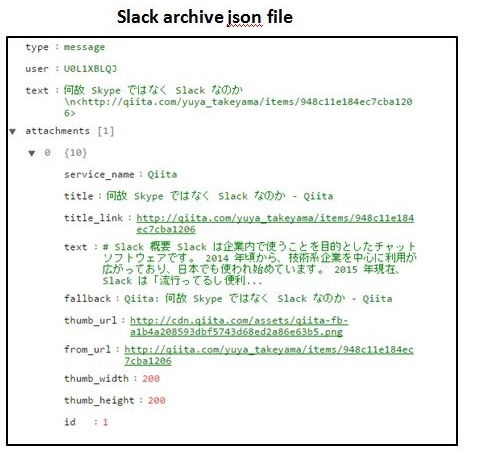 Slack archive json file
type : message
user : U0L1XBLQJ
text : 何故 Skype ではなく Slack なのか
\n<http://qiita.com/yuya_takeyama/items/948c11e184ec7cba120
6>
▼ attachments [1]
▼ 0 {10}
service_name : Qiita
title : 何故 Skype ではなく Slack なのか - Qiita
title_link : http://qiita.com/yuya_takeyama/items/948c11e184
ec7cba1206
text : # Slack 概要 Slack は企業内で使うことを目的としたチャット
ソフトウェアです。 2014 年頃から、技術系企業を中心に利用が
広がっており、日本でも使われ始めています。 2015 年現在、
Slack は「流行ってるし便利...
fallback : Qiita: 何故 Skype ではなく Slack なのか - Qiita
thumb_url : http://cdn.qiita.com/assets/qiita-fb-
a1b4a208593dbf5743d68ed2a86e63b5.png
from_url : http://qiita.com/yuya_takeyama/items/948c11e184ec
7cba1206
thumb_width : 200
thumb_height : 200
id : 1